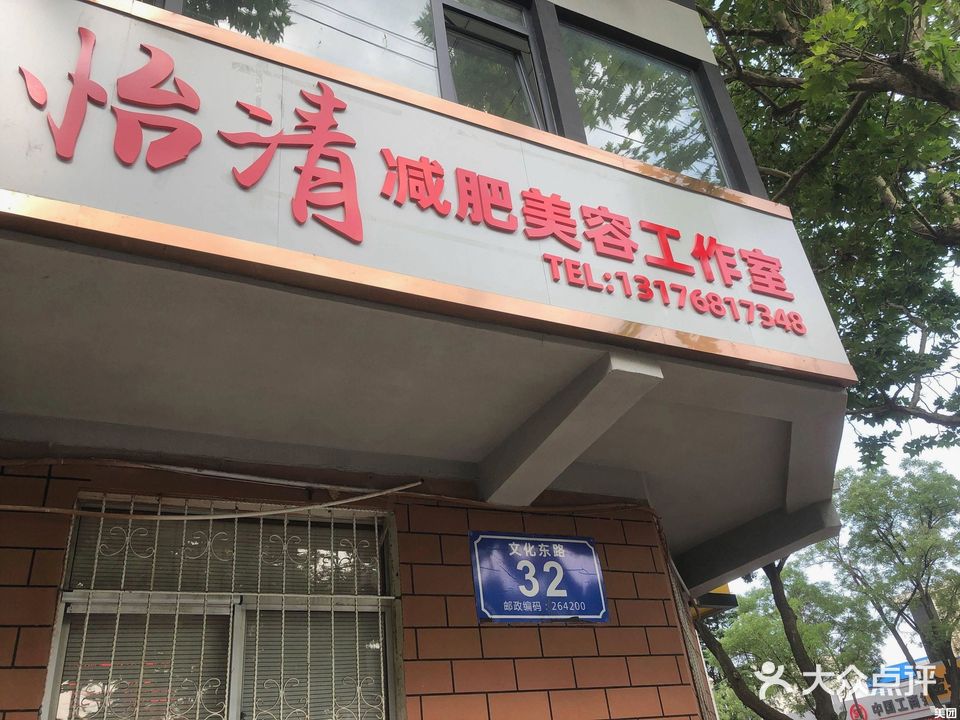 怡清减肥美容工作室
TEL:13176817348
文化东路
32
邮政编码:264200
中国工商
大众点评
美团